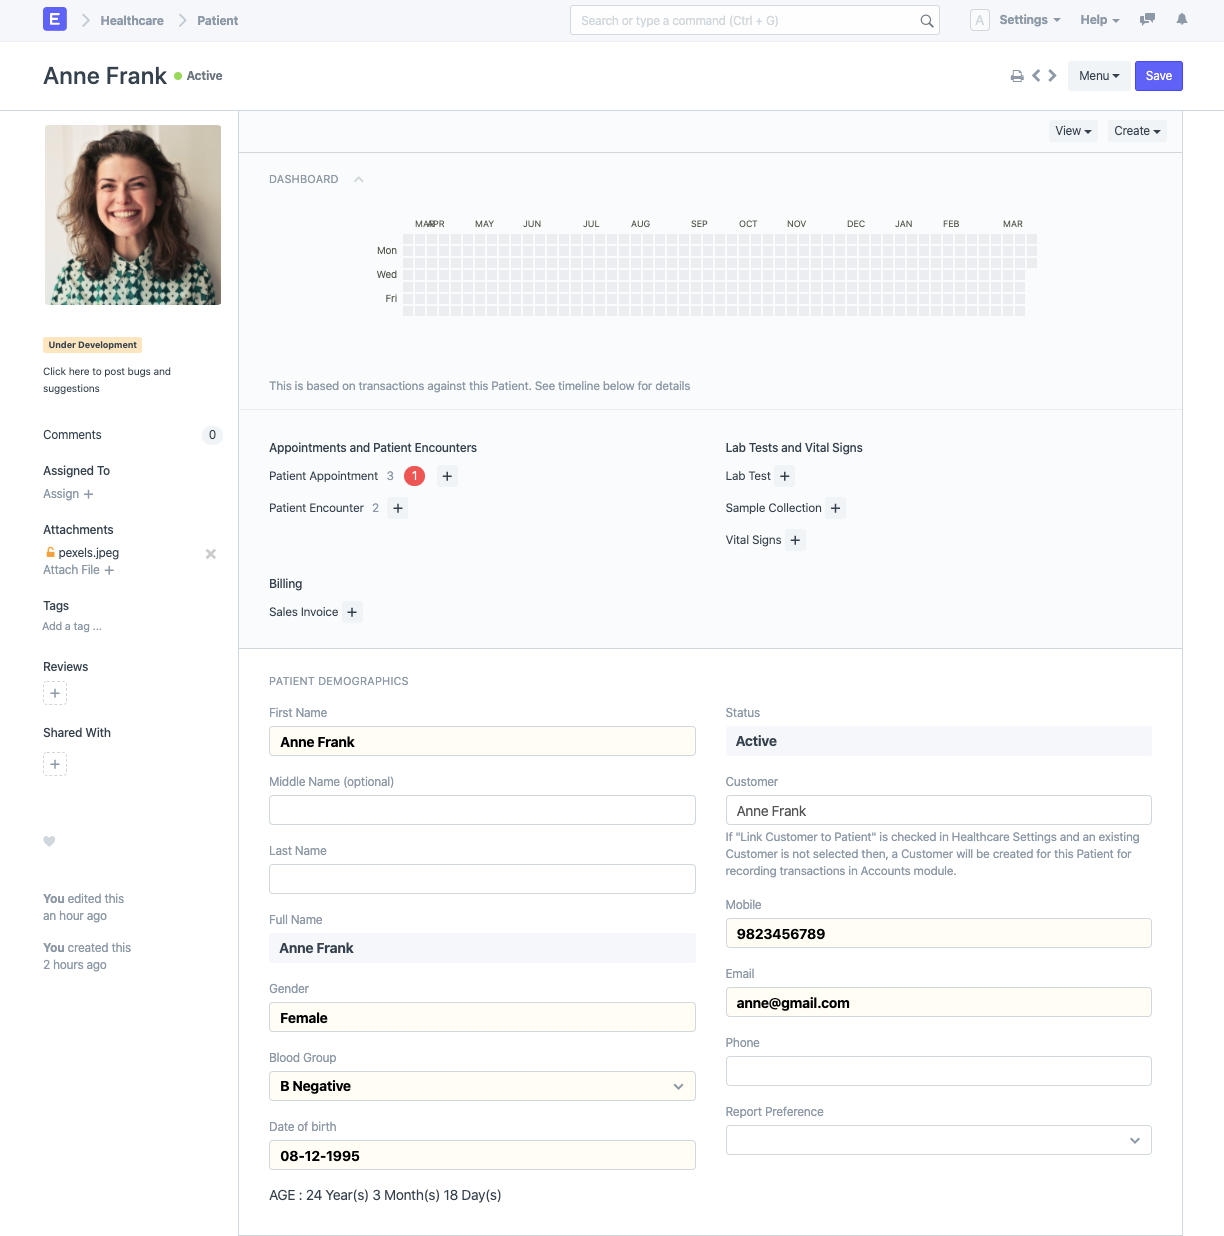 E Healthcare Patient Search or type a command (Ctrl + G) A Settings Help
Anne Frank Active Menu Save
View Create
DASHBOARD
MAR APR MAY JUN JUL AUG SEP OCT NOV DEC JAN FEB MAR
Mon
Wed
Fri
This is based on transactions against this Patient. See timeline below for details
Under Development
Click here to post bugs and
suggestions
Comments 0
Assigned To
Assign +
Attachments
pexels.jpeg
Attach File +
Tags
Add a tag ...
Reviews
+
Shared With
+
You edited this
an hour ago
You created this
2 hours ago
Appointments and Patient Encounters
Patient Appointment 3 1 +
Patient Encounter 2 +
Lab Tests and Vital Signs
Lab Test +
Sample Collection +
Vital Signs +
Billing
Sales Invoice +
PATIENT DEMOGRAPHICS
First Name
Anne Frank
Middle Name (optional)
Last Name
Full Name
Anne Frank
Gender
Female
Blood Group
B Negative
Date of birth
08-12-1995
AGE : 24 Year(s) 3 Month(s) 18 Day(s)
Status
Active
Customer
Anne Frank
If "Link Customer to Patient" is checked in Healthcare Settings and an existing
Customer is not selected then, a Customer will be created for this Patient for
recording transactions in Accounts module.
Mobile
9823456789
Email
anne@gmail.com
Phone
Report Preference